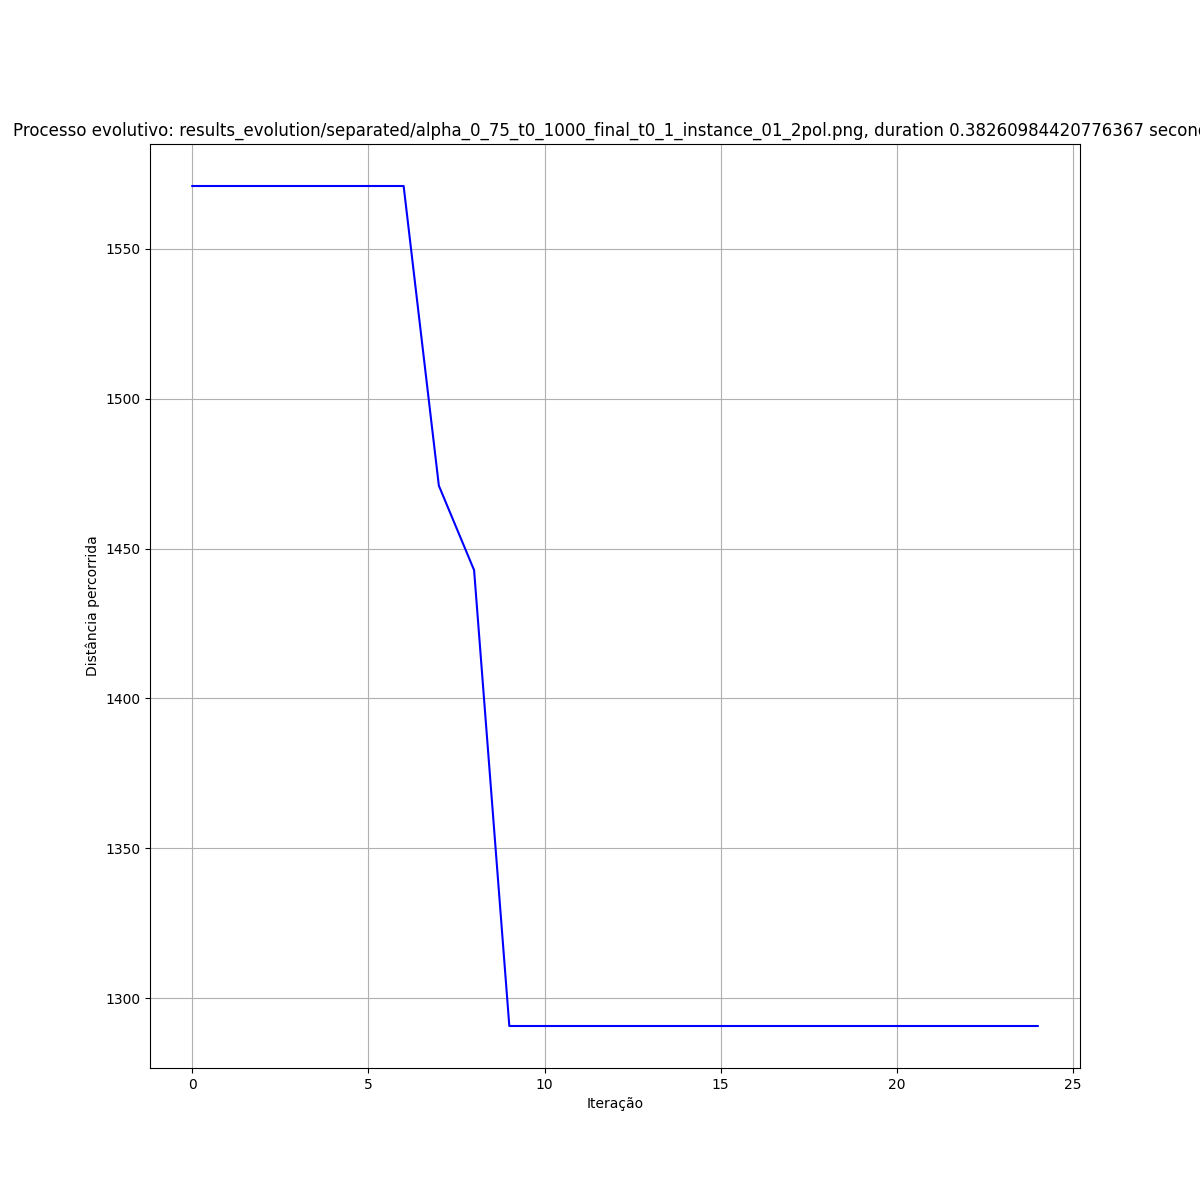 Processo evolutivo: results_evolution/separated/alpha_0_75_t0_1000_final_t0_1_instance_01_2pol.png, duration 0.38260984420776367
1550
1500
1450
1400
1350
1300
Distância percorrida
0 5 10 15 20 25
Iteração